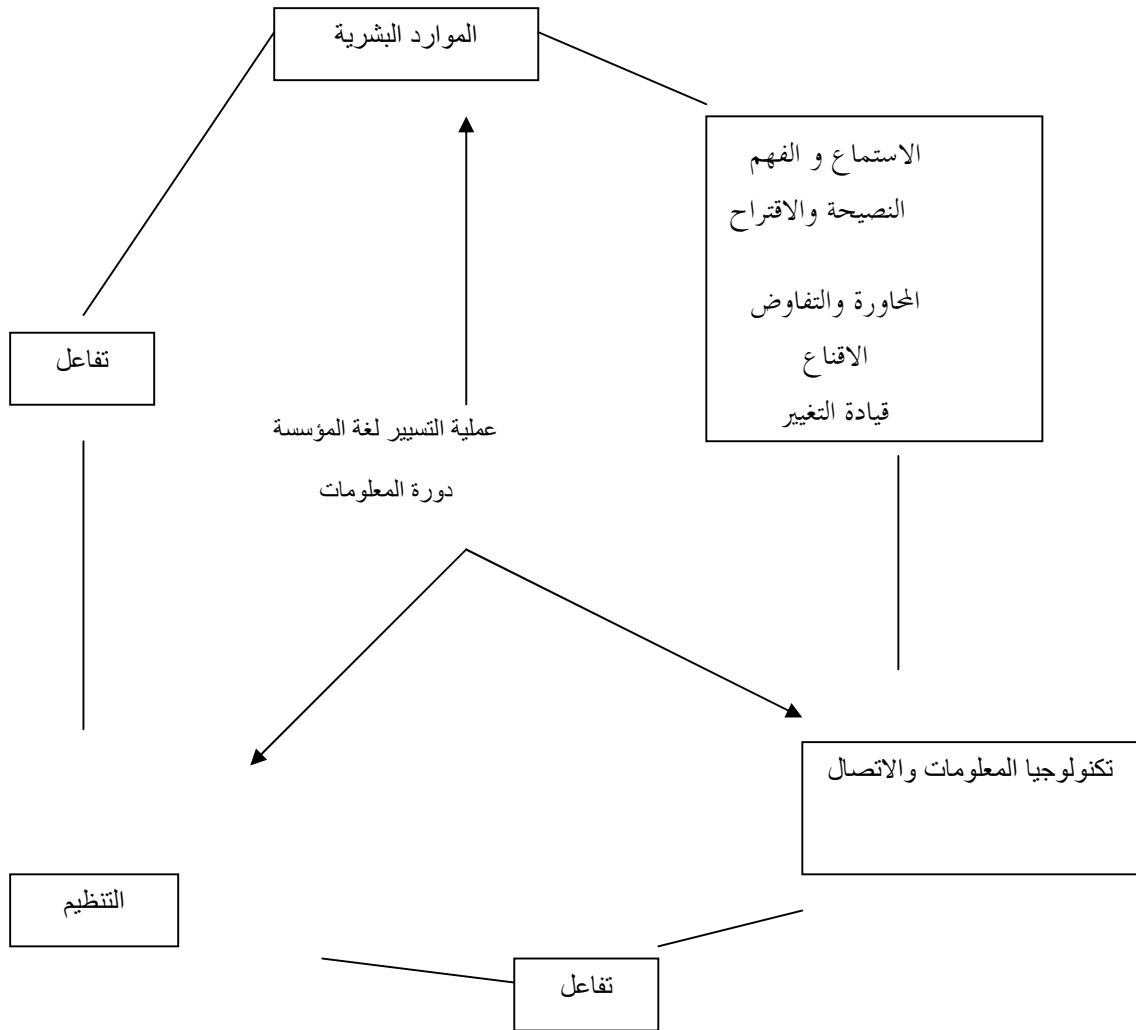 الموارد البشرية
الاستماع و الفهم
النصيحة والاقتراح
المحاورة والتفاوض
الاقناع
قيادة التغيير
تفاعل
عملية التسيير لغة المؤسسة
دورة المعلومات
تكنولوجيا المعلومات والاتصال
التنظيم
تفاعل